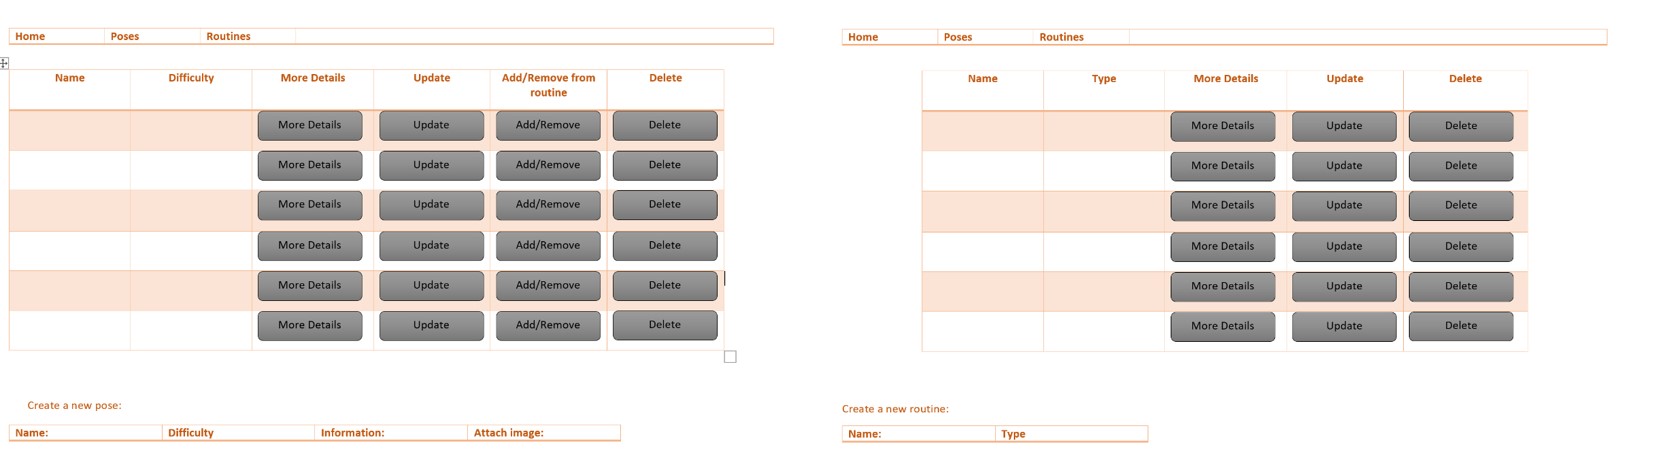 Home Poses Routines
Name Difficulty More Details Update Add/Remove from routine Delete
More Details Update Add/Remove Delete
More Details Update Add/Remove Delete
More Details Update Add/Remove Delete
More Details Update Add/Remove Delete
More Details Update Add/Remove Delete
More Details Update Add/Remove Delete
Create a new pose:
Name: Difficulty Information: Attach image:
Home Poses Routines
Name Type More Details Update Delete
More Details Update Delete
More Details Update Delete
More Details Update Delete
More Details Update Delete
More Details Update Delete
More Details Update Delete
Create a new routine:
Name: Type